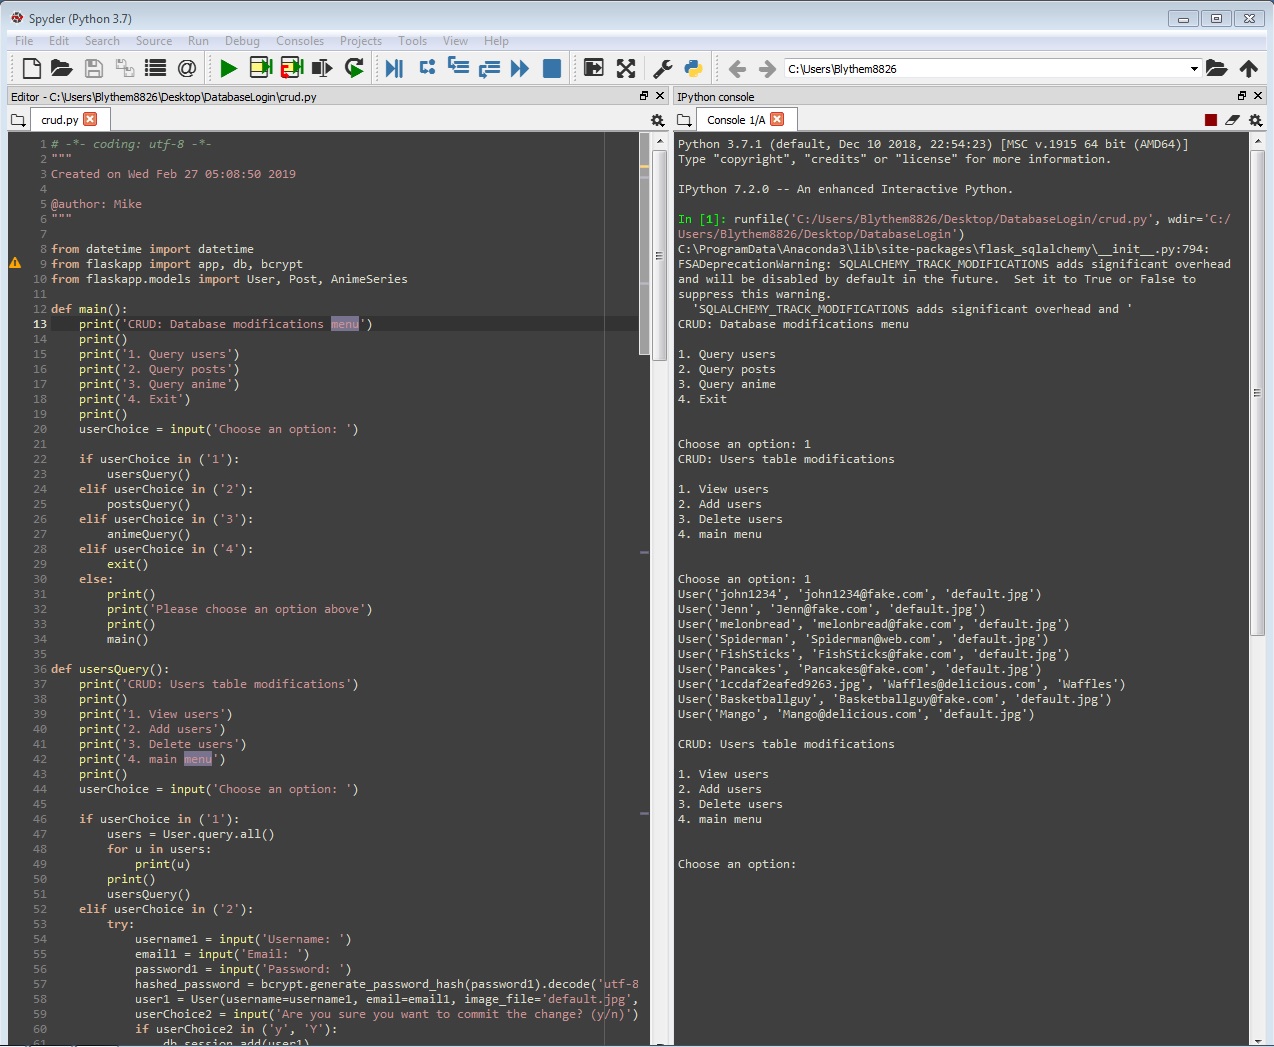 Spyder (Python 3.7)
File Edit Search Source Run Debug Consoles Projects Tools View Help
C:\Users\Blythem8826
Editor - C:\Users\Blythem8826\Desktop\DatabaseLogin\crud.py
crud.py
1 # -*- coding: utf-8 -*-
2 """
3 Created on Wed Feb 27 05:08:50 2019
4
5 @author: Mike
6 """
7
8 from datetime import datetime
9 from flaskapp import app, db, bcrypt
10 from flaskapp.models import User, Post, AnimeSeries
11
12 def main():
13     print('CRUD: Database modifications menu')
14     print()
15     print('1. Query users')
16     print('2. Query posts')
17     print('3. Query anime')
18     print('4. Exit')
19     print()
20     userChoice = input('Choose an option: ')
21
22     if userChoice in ('1'):
23         usersQuery()
24     elif userChoice in ('2'):
25         postsQuery()
26     elif userChoice in ('3'):
27         animeQuery()
28     elif userChoice in ('4'):
29         exit()
30     else:
31         print()
32         print('Please choose an option above')
33         print()
34         main()
35
36 def usersQuery():
37     print('CRUD: Users table modifications')
38     print()
39     print('1. View users')
40     print('2. Add users')
41     print('3. Delete users')
42     print('4. main menu')
43     print()
44     userChoice = input('Choose an option: ')
45
46     if userChoice in ('1'):
47         users = User.query.all()
48         for u in users:
49             print(u)
50         print()
51         usersQuery()
52     elif userChoice in ('2'):
53         try:
54             username1 = input('Username: ')
55             email1 = input('Email: ')
56             password1 = input('Password: ')
57             hashed_password = bcrypt.generate_password_hash(password1).decode('utf-8
58             user1 = User(username=username1, email=email1, image_file='default.jpg',
59             userChoice2 = input('Are you sure you want to commit the change? (y/n)')
60             if userChoice2 in ('y', 'Y'):
61                 db.session.add(user1)
IPython console
Console 1/A
Python 3.7.1 (default, Dec 10 2018, 22:54:23) [MSC v.1915 64 bit (AMD64)]
Type "copyright", "credits" or "license" for more information.
IPython 7.2.0 -- An enhanced Interactive Python.
In [1]: runfile('C:/Users/Blythem8826/Desktop/DatabaseLogin/crud.py', wdir='C:/
Users/Blythem8826/Desktop/DatabaseLogin')
C:\ProgramData\Anaconda3\lib\site-packages\flask_sqlalchemy\__init__.py:794:
FSADeprecationWarning: SQLALCHEMY_TRACK_MODIFICATIONS adds significant overhead
and will be disabled by default in the future.  Set it to True or False to
suppress this warning.
  'SQLALCHEMY_TRACK_MODIFICATIONS adds significant overhead and '
CRUD: Database modifications menu
1. Query users
2. Query posts
3. Query anime
4. Exit
Choose an option: 1
CRUD: Users table modifications
1. View users
2. Add users
3. Delete users
4. main menu
Choose an option: 1
User('john1234', 'john1234@fake.com', 'default.jpg')
User('Jenn', 'Jenn@fake.com', 'default.jpg')
User('melonbread', 'melonbread@fake.com', 'default.jpg')
User('Spiderman', 'Spiderman@web.com', 'default.jpg')
User('FishSticks', 'FishSticks@fake.com', 'default.jpg')
User('Pancakes', 'Pancakes@fake.com', 'default.jpg')
User('1ccdaf2eafed9263.jpg', 'Waffles@delicious.com', 'Waffles')
User('Basketballguy', 'Basketballguy@fake.com', 'default.jpg')
User('Mango', 'Mango@delicious.com', 'default.jpg')
CRUD: Users table modifications
1. View users
2. Add users
3. Delete users
4. main menu
Choose an option: